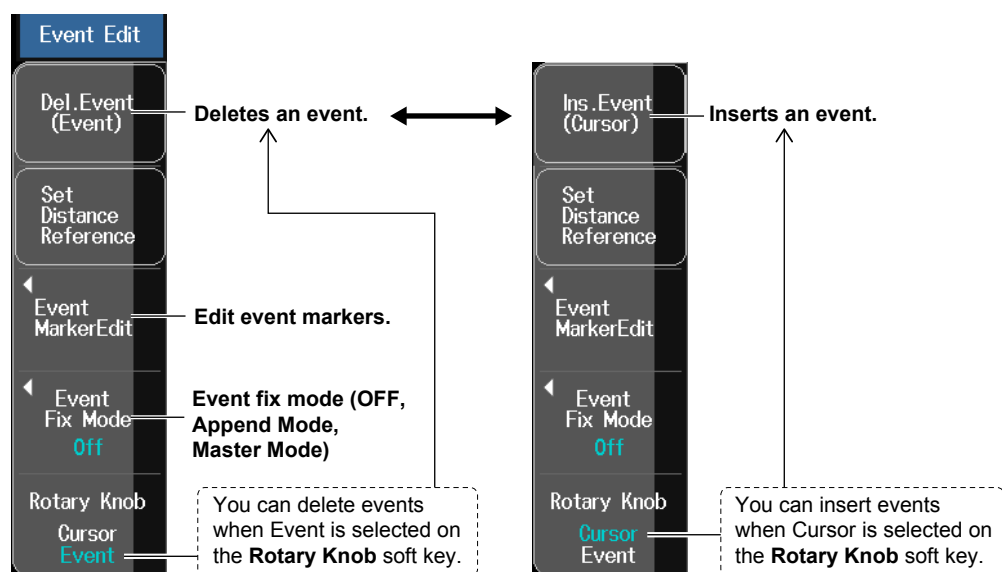 Event Edit
Del.Event
(Event)
Deletes an event.
Set
Distance
Reference
Event
MarkerEdit
Edit event markers.
Event
Fix Mode
Off
Event fix mode (OFF,
Append Mode,
Master Mode)
Rotary Knob
Cursor
Event
You can delete events
when Event is selected on
the Rotary Knob soft key.
Ins.Event
(Cursor)
Inserts an event.
Set
Distance
Reference
Event
MarkerEdit
Event
Fix Mode
Off
Rotary Knob
Cursor
Event
You can insert events
when Cursor is selected on
the Rotary Knob soft key.